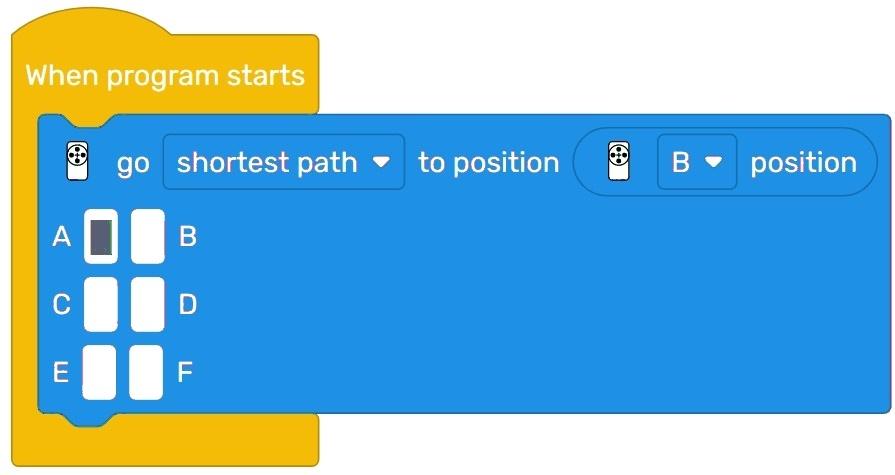 When program starts
go shortest path to position B position
A B
C D
E F